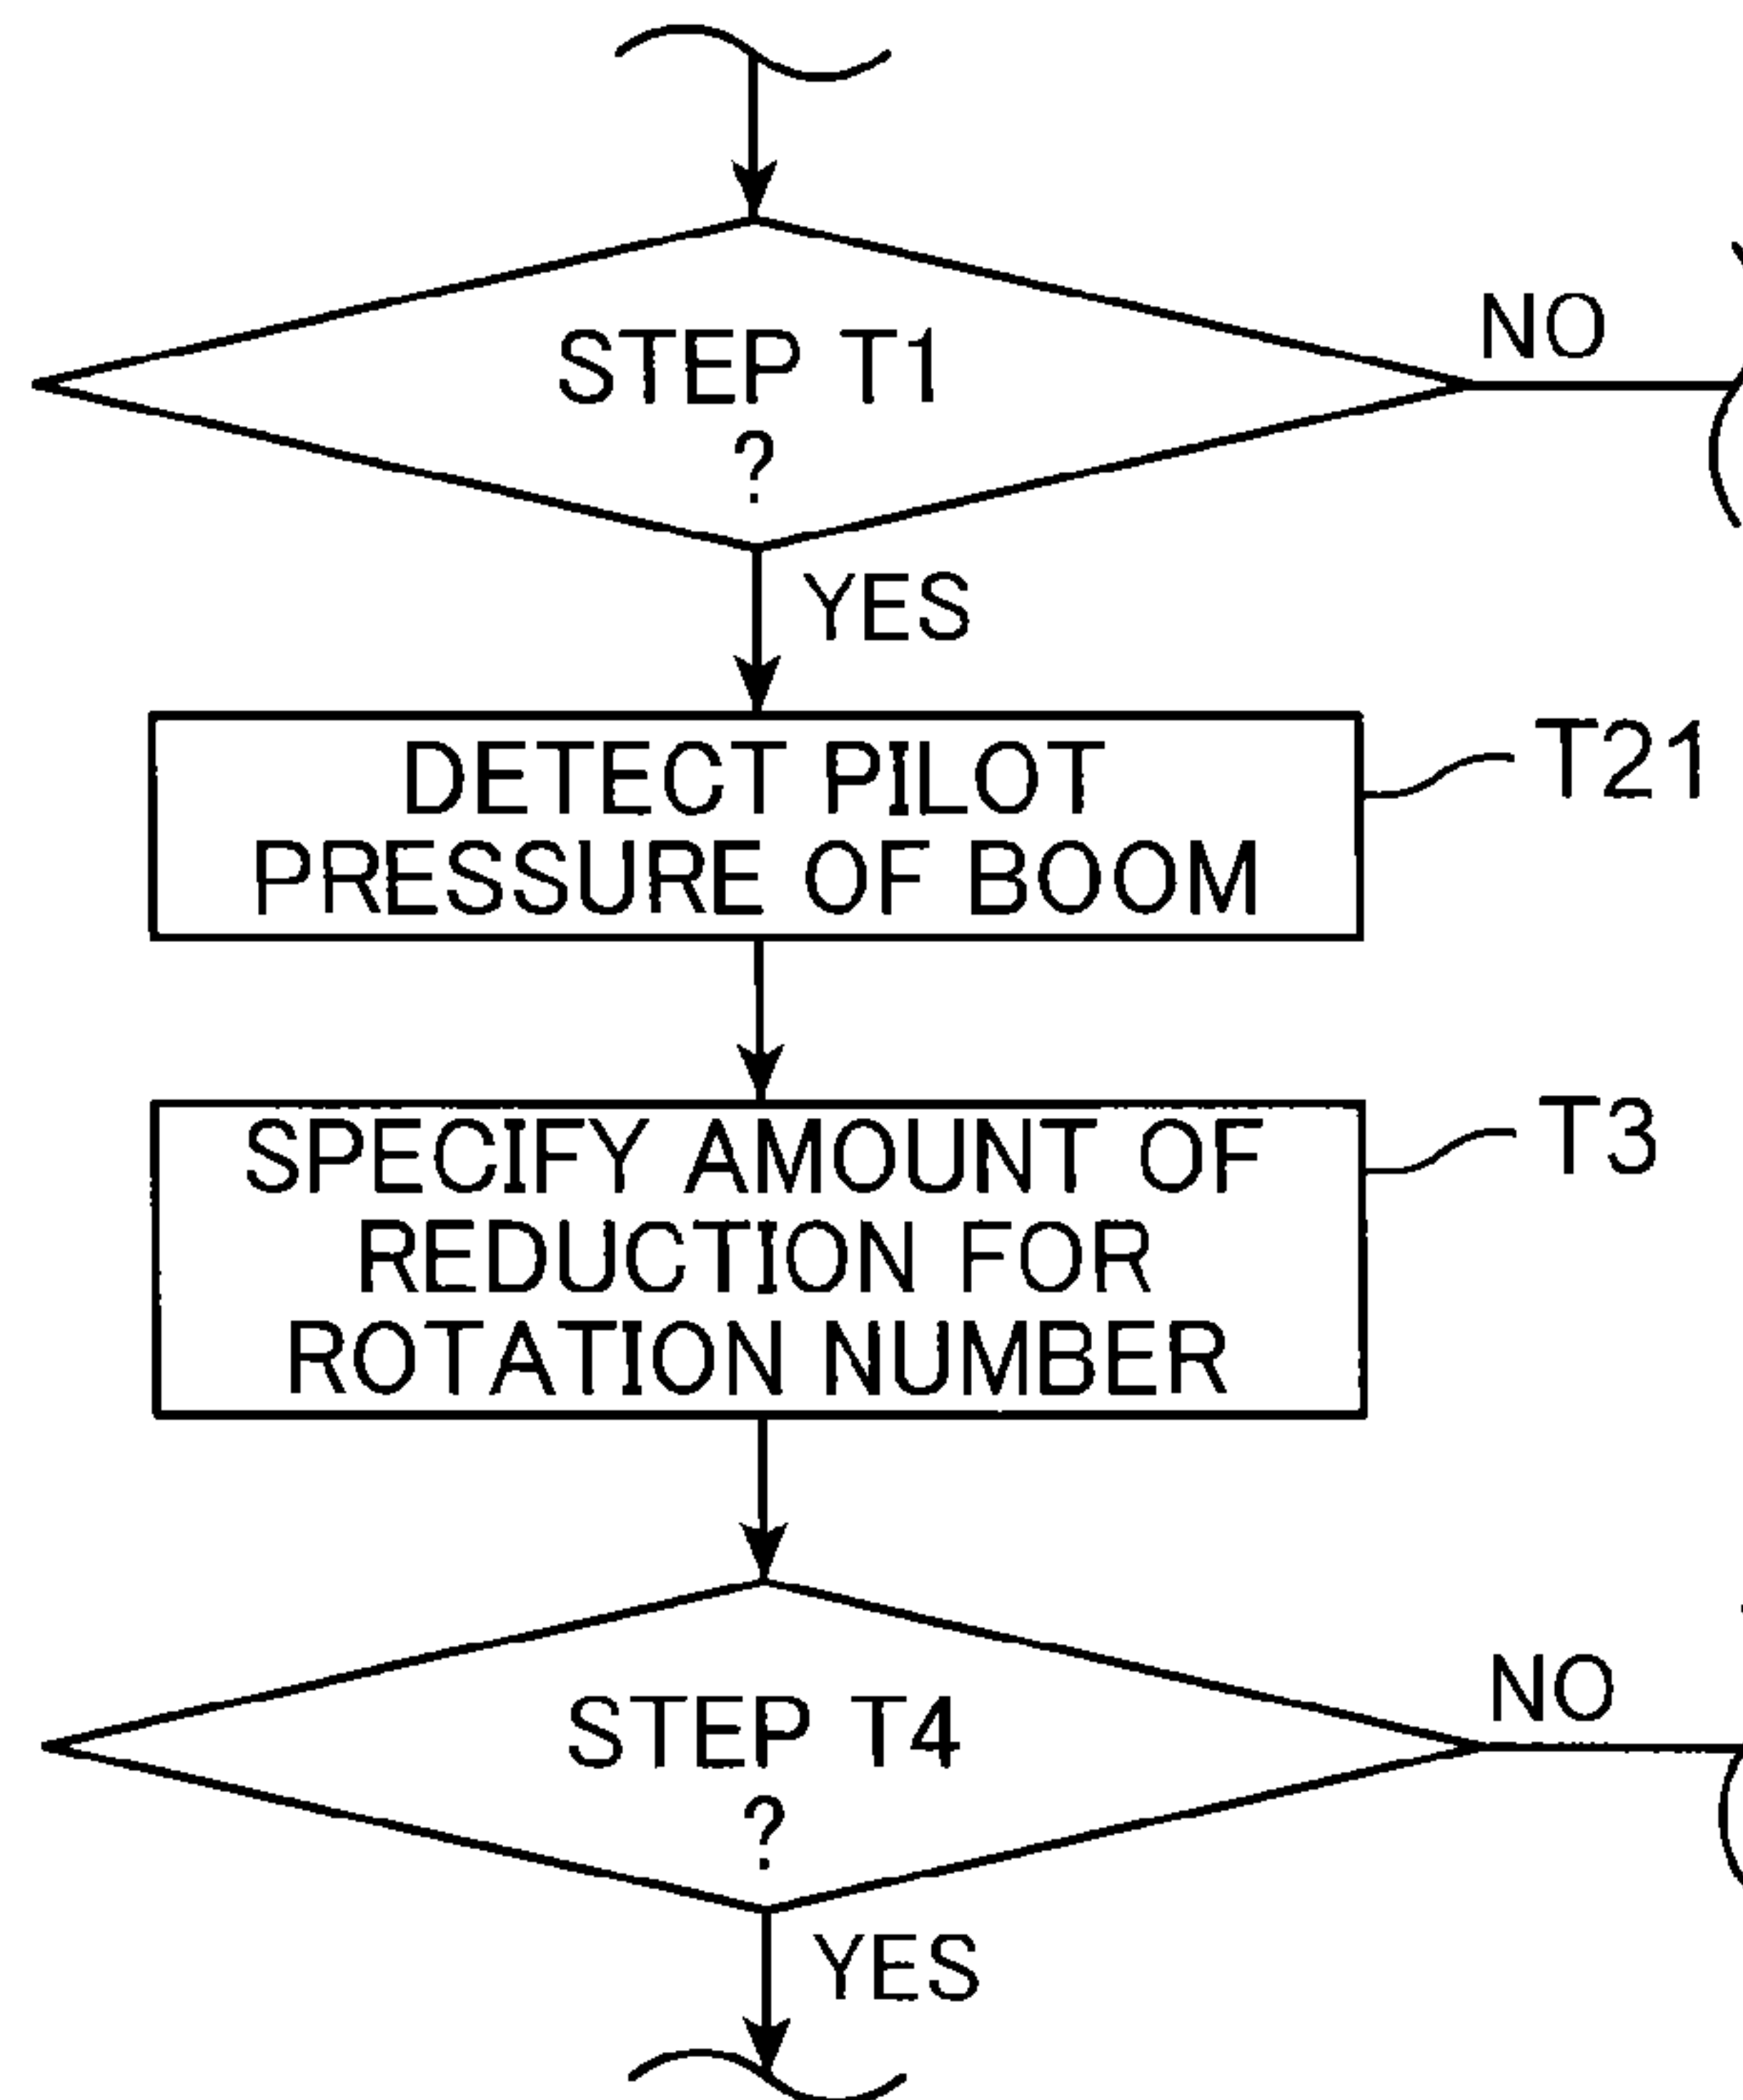 STEP T1
?
NO
YES
DETECT PILOT
PRESSURE OF BOOM
T21
SPECIFY AMOUNT OF
REDUCTION FOR
ROTATION NUMBER
T3
STEP T4
?
NO
YES